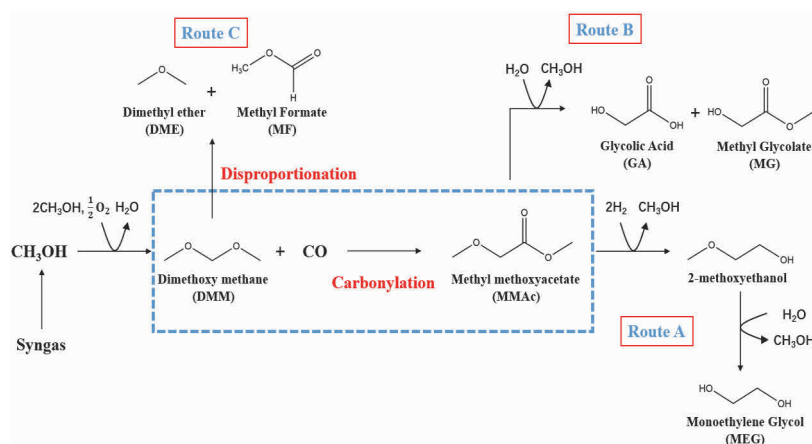 Route C
Route B
H₃C
O
O
H
O
Dimethyl ether
(DME)
+
Methyl Formate
(MF)
H₂O
CH₃OH
HO
O
OH
Glycolic Acid
(GA)
+
HO
O
O
Methyl Glycolate
(MG)
Disproportionation
2CH₃OH, ½ O₂ H₂O
CH₃OH
O
O
Dimethoxy methane
(DMM)
+
CO
Carbonylation
O
O
O
Methyl methoxyacetate
(MMAc)
2H₂
CH₃OH
O
OH
2-methoxyethanol
Syngas
Route A
H₂O
CH₃OH
HO
OH
Monoethylene Glycol
(MEG)